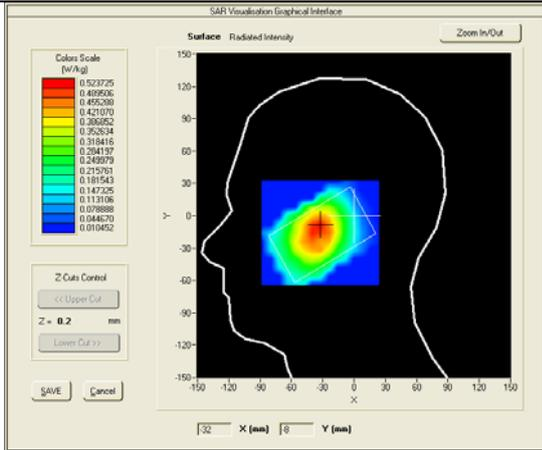 SAR Visualisation Graphical Interface
Surface Radiated Intensity
Zoom In/Out
Colors Scale
(W/kg)
0.523725
0.489506
0.455288
0.421070
0.386852
0.352634
0.318416
0.284197
0.249979
0.215761
0.181543
0.147325
0.113106
0.078888
0.044670
0.010452
Z-Cuts Control
<< Upper Cut
Z = 0.2 mm
Lower Cut >>
SAVE Cancel
150
120
90
60
30
0
-30
-60
-90
-120
-150
Y
-150 -120 -90 -60 -30 0 30 60 90 120 150
X
-32 X (mm) -8 Y (mm)